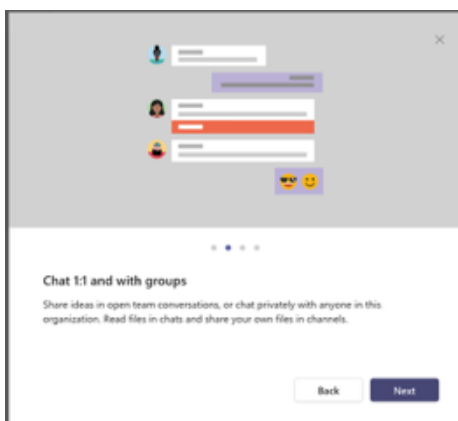 Chat 1:1 and with groups
Share ideas in open team conversations, or chat privately with anyone in this
organization. Read files in chats and share your own files in channels.
Back
Next